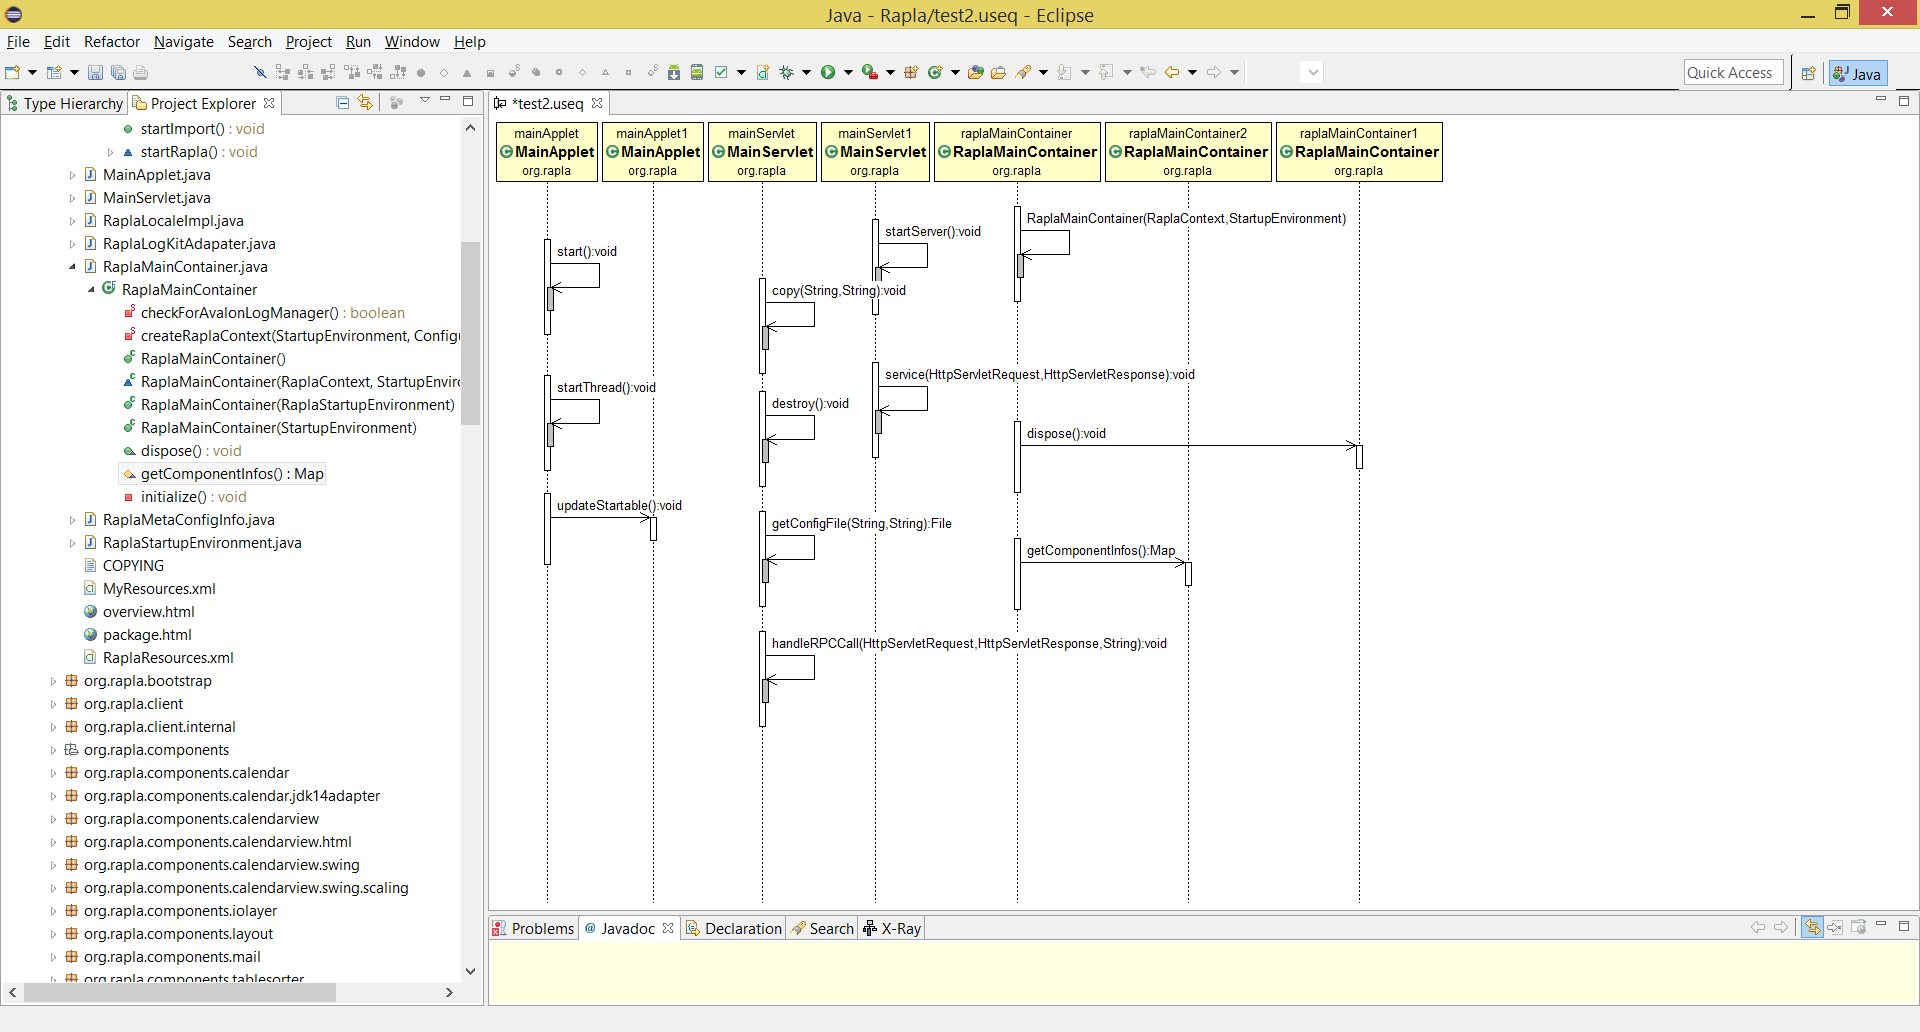 Java - Rapla/test2.useq - Eclipse
File Edit Refactor Navigate Search Project Run Window Help
Quick Access
Java
Type Hierarchy
Project Explorer
startImport() : void
startRapla() : void
MainApplet.java
MainServlet.java
RaplaLocaleImpl.java
RaplaLogKitAdapater.java
RaplaMainContainer.java
RaplaMainContainer
checkForAvalonLogManager() : boolean
createRaplaContext(StartupEnvironment, Config
RaplaMainContainer()
RaplaMainContainer(RaplaContext, StartupEnvir
RaplaMainContainer(RaplaStartupEnvironment)
RaplaMainContainer(StartupEnvironment)
dispose() : void
getComponentInfos() : Map
initialize() : void
RaplaMetaConfigInfo.java
RaplaStartupEnvironment.java
COPYING
MyResources.xml
overview.html
package.html
RaplaResources.xml
org.rapla.bootstrap
org.rapla.client
org.rapla.client.internal
org.rapla.components
org.rapla.components.calendar
org.rapla.components.calendar.jdk14adapter
org.rapla.components.calendarview
org.rapla.components.calendarview.html
org.rapla.components.calendarview.swing
org.rapla.components.calendarview.swing.scaling
org.rapla.components.iolayer
org.rapla.components.layout
org.rapla.components.mail
org.rapla.components.tablesorter
*test2.useq
mainApplet
MainApplet
org.rapla
mainApplet1
MainApplet
org.rapla
mainServlet
MainServlet
org.rapla
mainServlet1
MainServlet
org.rapla
raplaMainContainer
RaplaMainContainer
org.rapla
raplaMainContainer2
RaplaMainContainer
org.rapla
raplaMainContainer1
RaplaMainContainer
org.rapla
RaplaMainContainer(RaplaContext,StartupEnvironment)
startServer():void
start():void
copy(String,String):void
service(HttpServletRequest,HttpServletResponse):void
startThread():void
destroy():void
dispose():void
updateStartable():void
getConfigFile(String,String):File
getComponentInfos():Map
handleRPCCall(HttpServletRequest,HttpServletResponse,String):void
Problems
@ Javadoc
Declaration
Search
X-Ray